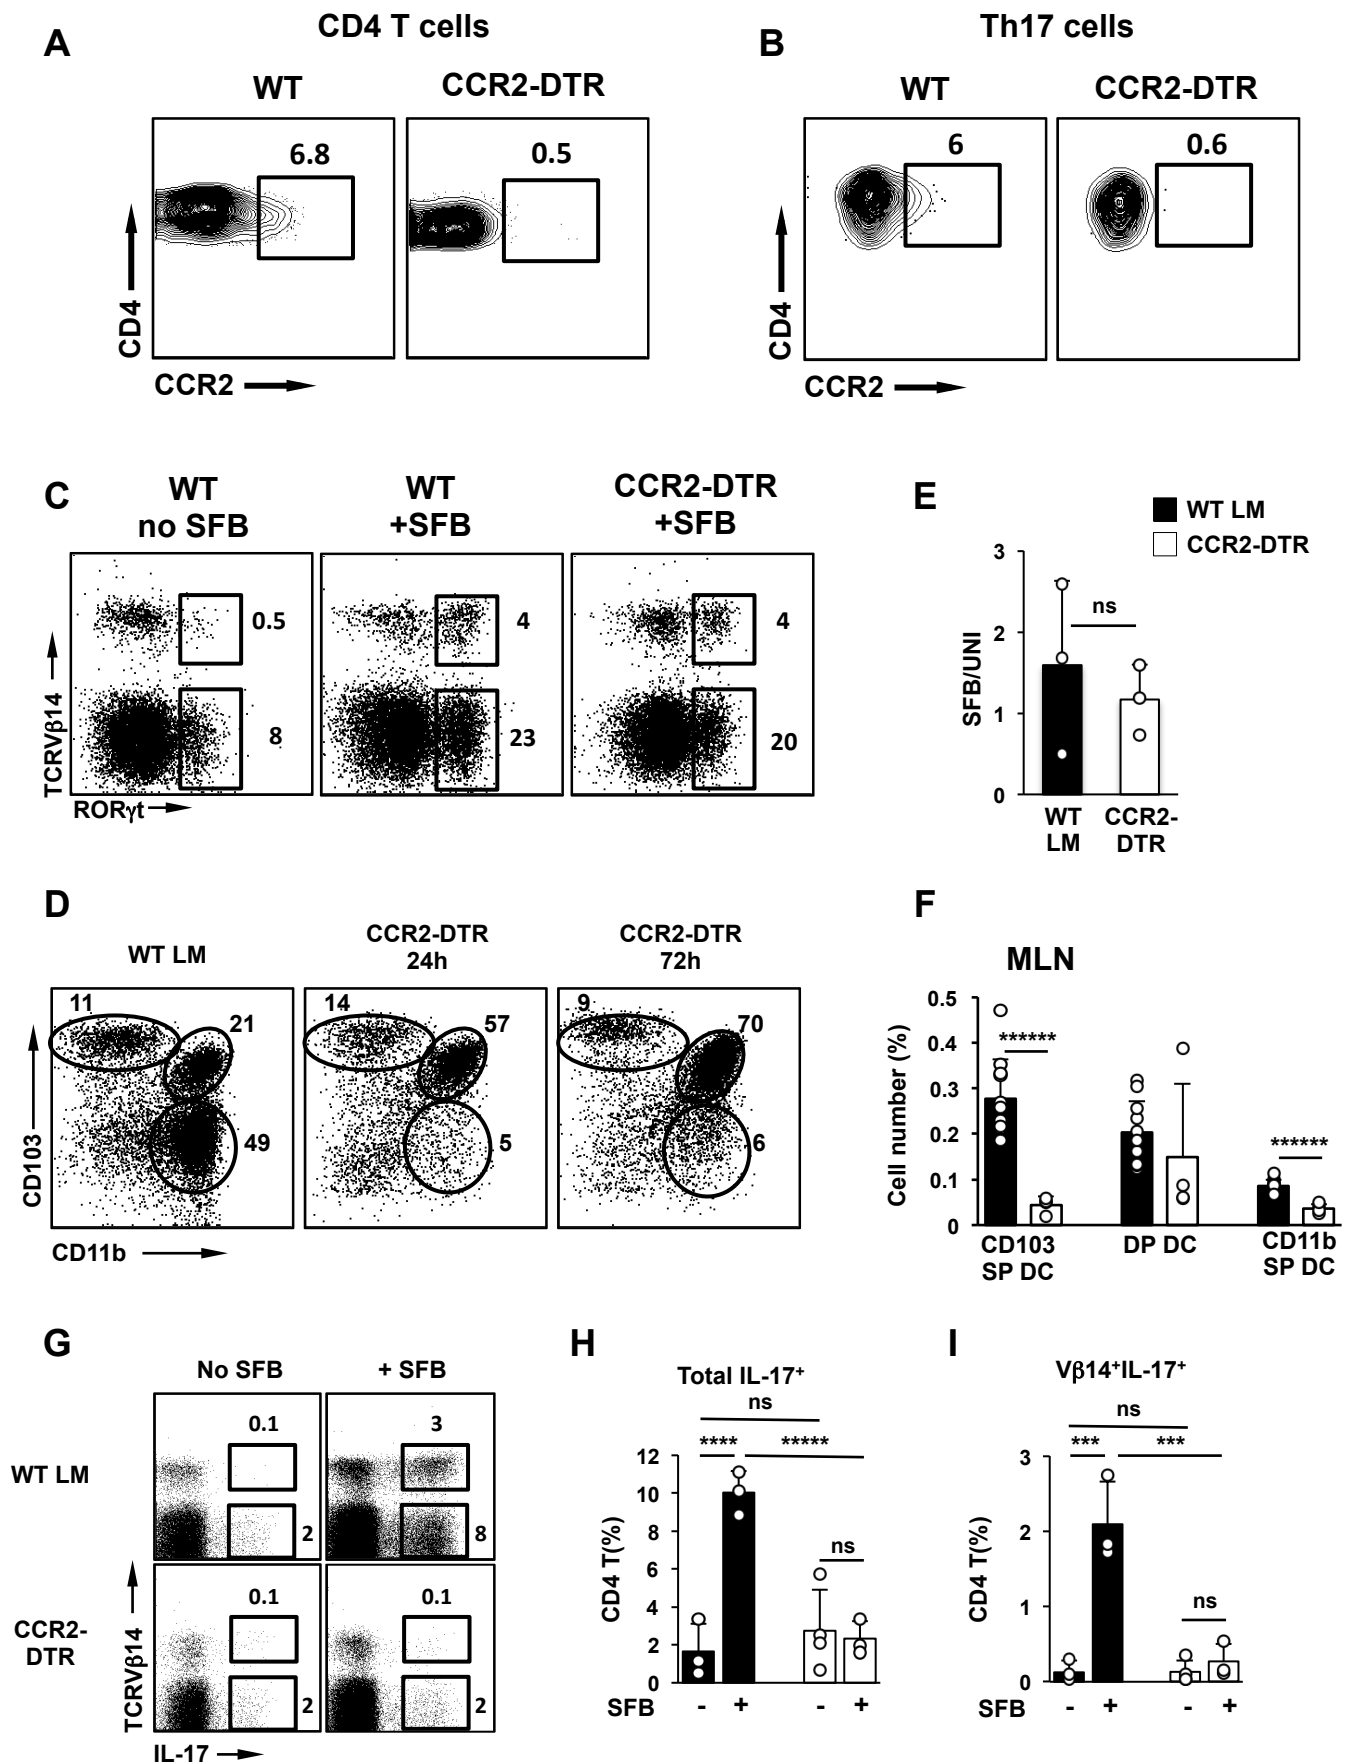 A
CD4 T cells
WT
CCR2-DTR
6.8
0.5
CD4
CCR2
B
Th17 cells
WT
CCR2-DTR
6
0.6
CD4
CCR2
C
WT
no SFB
WT
+SFB
CCR2-DTR
+SFB
0.5
8
4
23
4
20
TCRVβ14
RORγt
E
WT LM
CCR2-DTR
3
2
1
0
ns
SFB/UNI
WT
LM
CCR2-
DTR
D
WT LM
CCR2-DTR
24h
CCR2-DTR
72h
11
21
49
14
57
5
9
70
6
CD103
CD11b
F
MLN
0.5
0.4
0.3
0.2
0.1
0
Cell number (%)
******
******
CD103
SP DC
DP DC
CD11b
SP DC
G
No SFB
+ SFB
WT LM
0.1
2
3
8
CCR2-
DTR
0.1
2
0.1
2
TCRVβ14
IL-17
H
Total IL-17⁺
ns
****
*****
ns
12
10
8
6
4
2
0
CD4 T(%)
SFB - + - +
I
Vβ14⁺IL-17⁺
ns
***
***
ns
3
2
1
0
CD4 T(%)
SFB - + - +